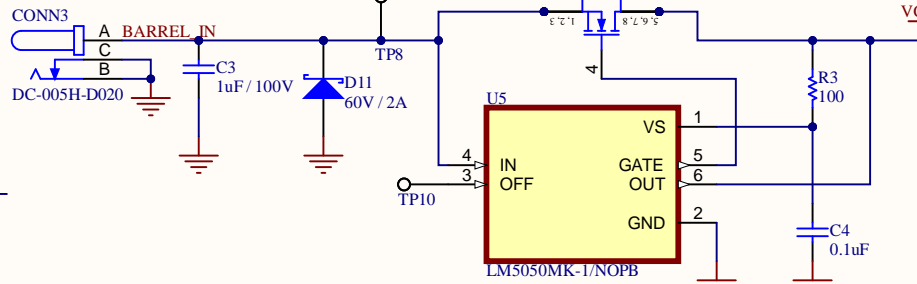 CONN3
A
BARREL_IN
C
B
DC-005H-D020
C3
1uF / 100V
TP8
D11
60V / 2A
1, 2, 3
5, 6, 7, 8
4
R3
100
U5
VS
1
4
IN
GATE
5
3
OFF
OUT
6
TP10
GND
2
C4
0.1uF
LM5050MK-1/NOPB